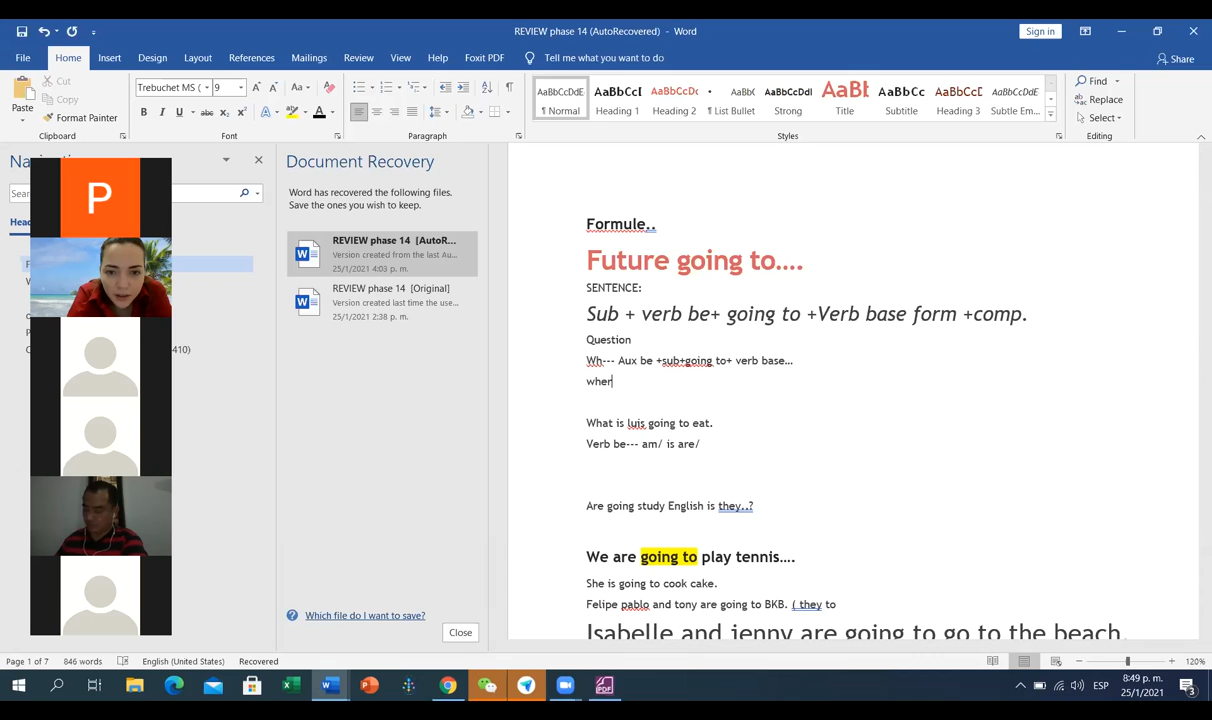 REVIEW phase 14 (AutoRecovered) - Word
Sign in
File Home Insert Design Layout References Mailings Review View Help Foxit PDF Tell me what you want to do
Share
Paste
Cut
Copy
Format Painter
Trebuchet MS ( 9
Aa
B I U abc X₂ X² A
AaBbCcDdE AaBbCc AaBbCcDc AaBbC AaBbCcDdI AaBb AaBbCc AaBbCcD AaBbCcDdE
¶ Normal Heading 1 Heading 2 ¶ List Bullet Strong Title Subtitle Heading 3 Subtle Em...
Find
Replace
Select
Clipboard Font Paragraph Styles Editing
P
410)
Document Recovery
Word has recovered the following files.
Save the ones you wish to keep.
REVIEW phase 14 [AutoR...
Version created from the last Au...
25/1/2021 4:03 p. m.
REVIEW phase 14 [Original]
Version created last time the use...
25/1/2021 2:38 p. m.
Which file do I want to save?
Close
Formule..
Future going to....
SENTENCE:
Sub + verb be+ going to +Verb base form +comp.
Question
Wh--- Aux be +sub+going to+ verb base…
wher
What is luis going to eat.
Verb be--- am/ is are/
Are going study English is they..?
We are going to play tennis….
She is going to cook cake.
Felipe pablo and tony are going to BKB. ( they to
Isabelle and jenny are going to go to the beach.
Page 1 of 7 846 words English (United States) Recovered
120%
ESP
8:49 p. m.
25/1/2021
3